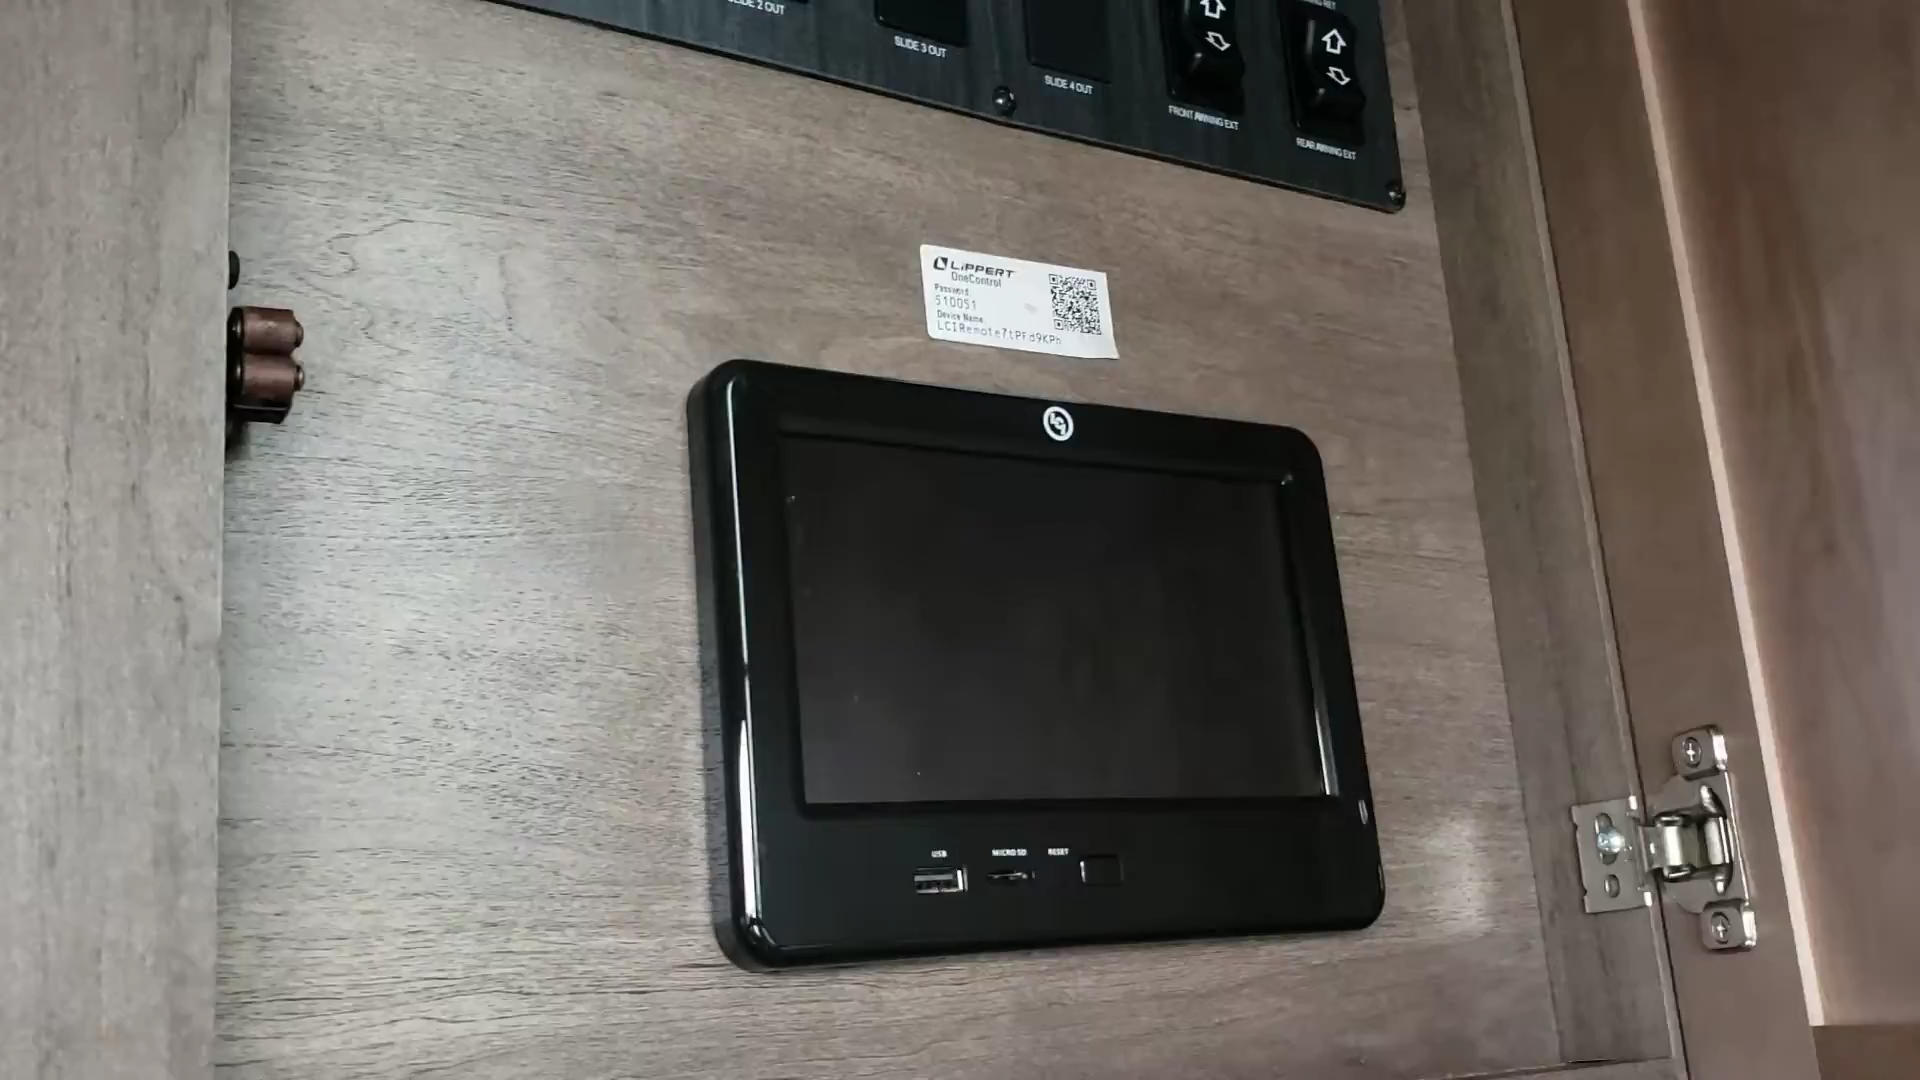 SLIDE 2 OUT
SLIDE 3 OUT
SLIDE 4 OUT
FRONT AWNING EXT
RET
REAR AWNING EXT
LIPPERT
OneControl
Password:
510051
Device Name:
LCIRemote7tPFd9KPh
USB
MICRO SD
RESET